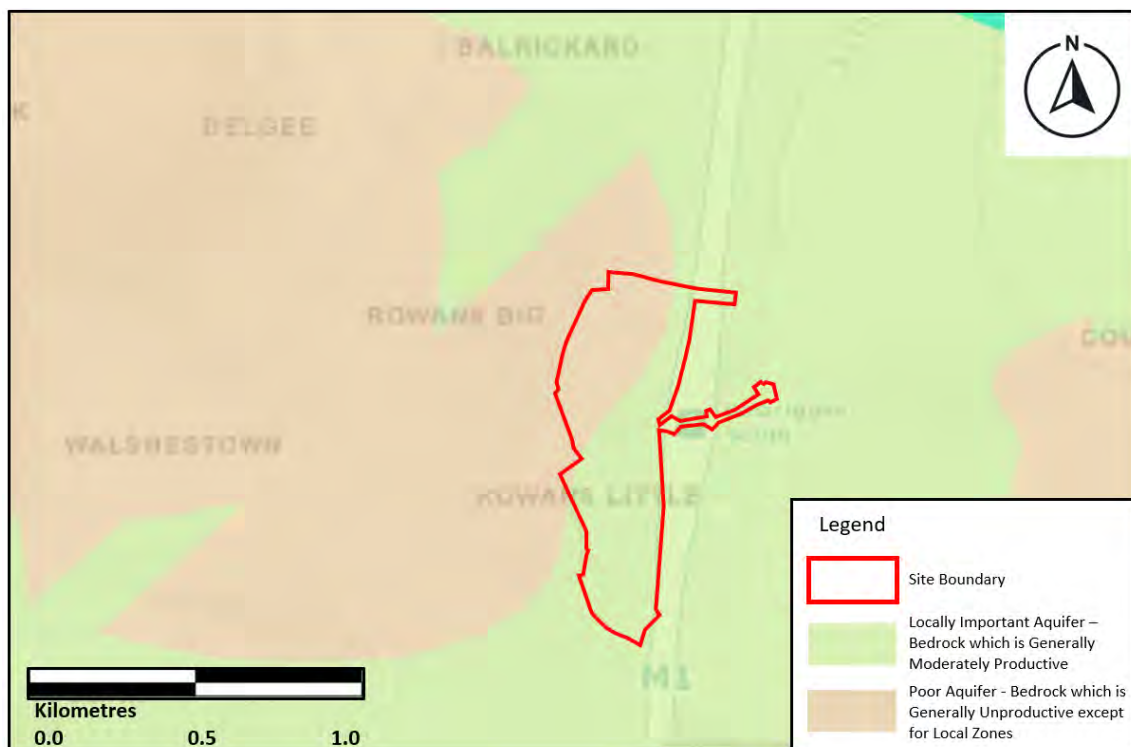 BALRICKARD
N
K
BELGEE
ROWANS BIG
COU
WALSHESTOWN
ROWANS LITTLE
M1
Legend
Site Boundary
Locally Important Aquifer –
Bedrock which is Generally
Moderately Productive
Poor Aquifer - Bedrock which is
Generally Unproductive except
for Local Zones
Kilometres
0.0 0.5 1.0